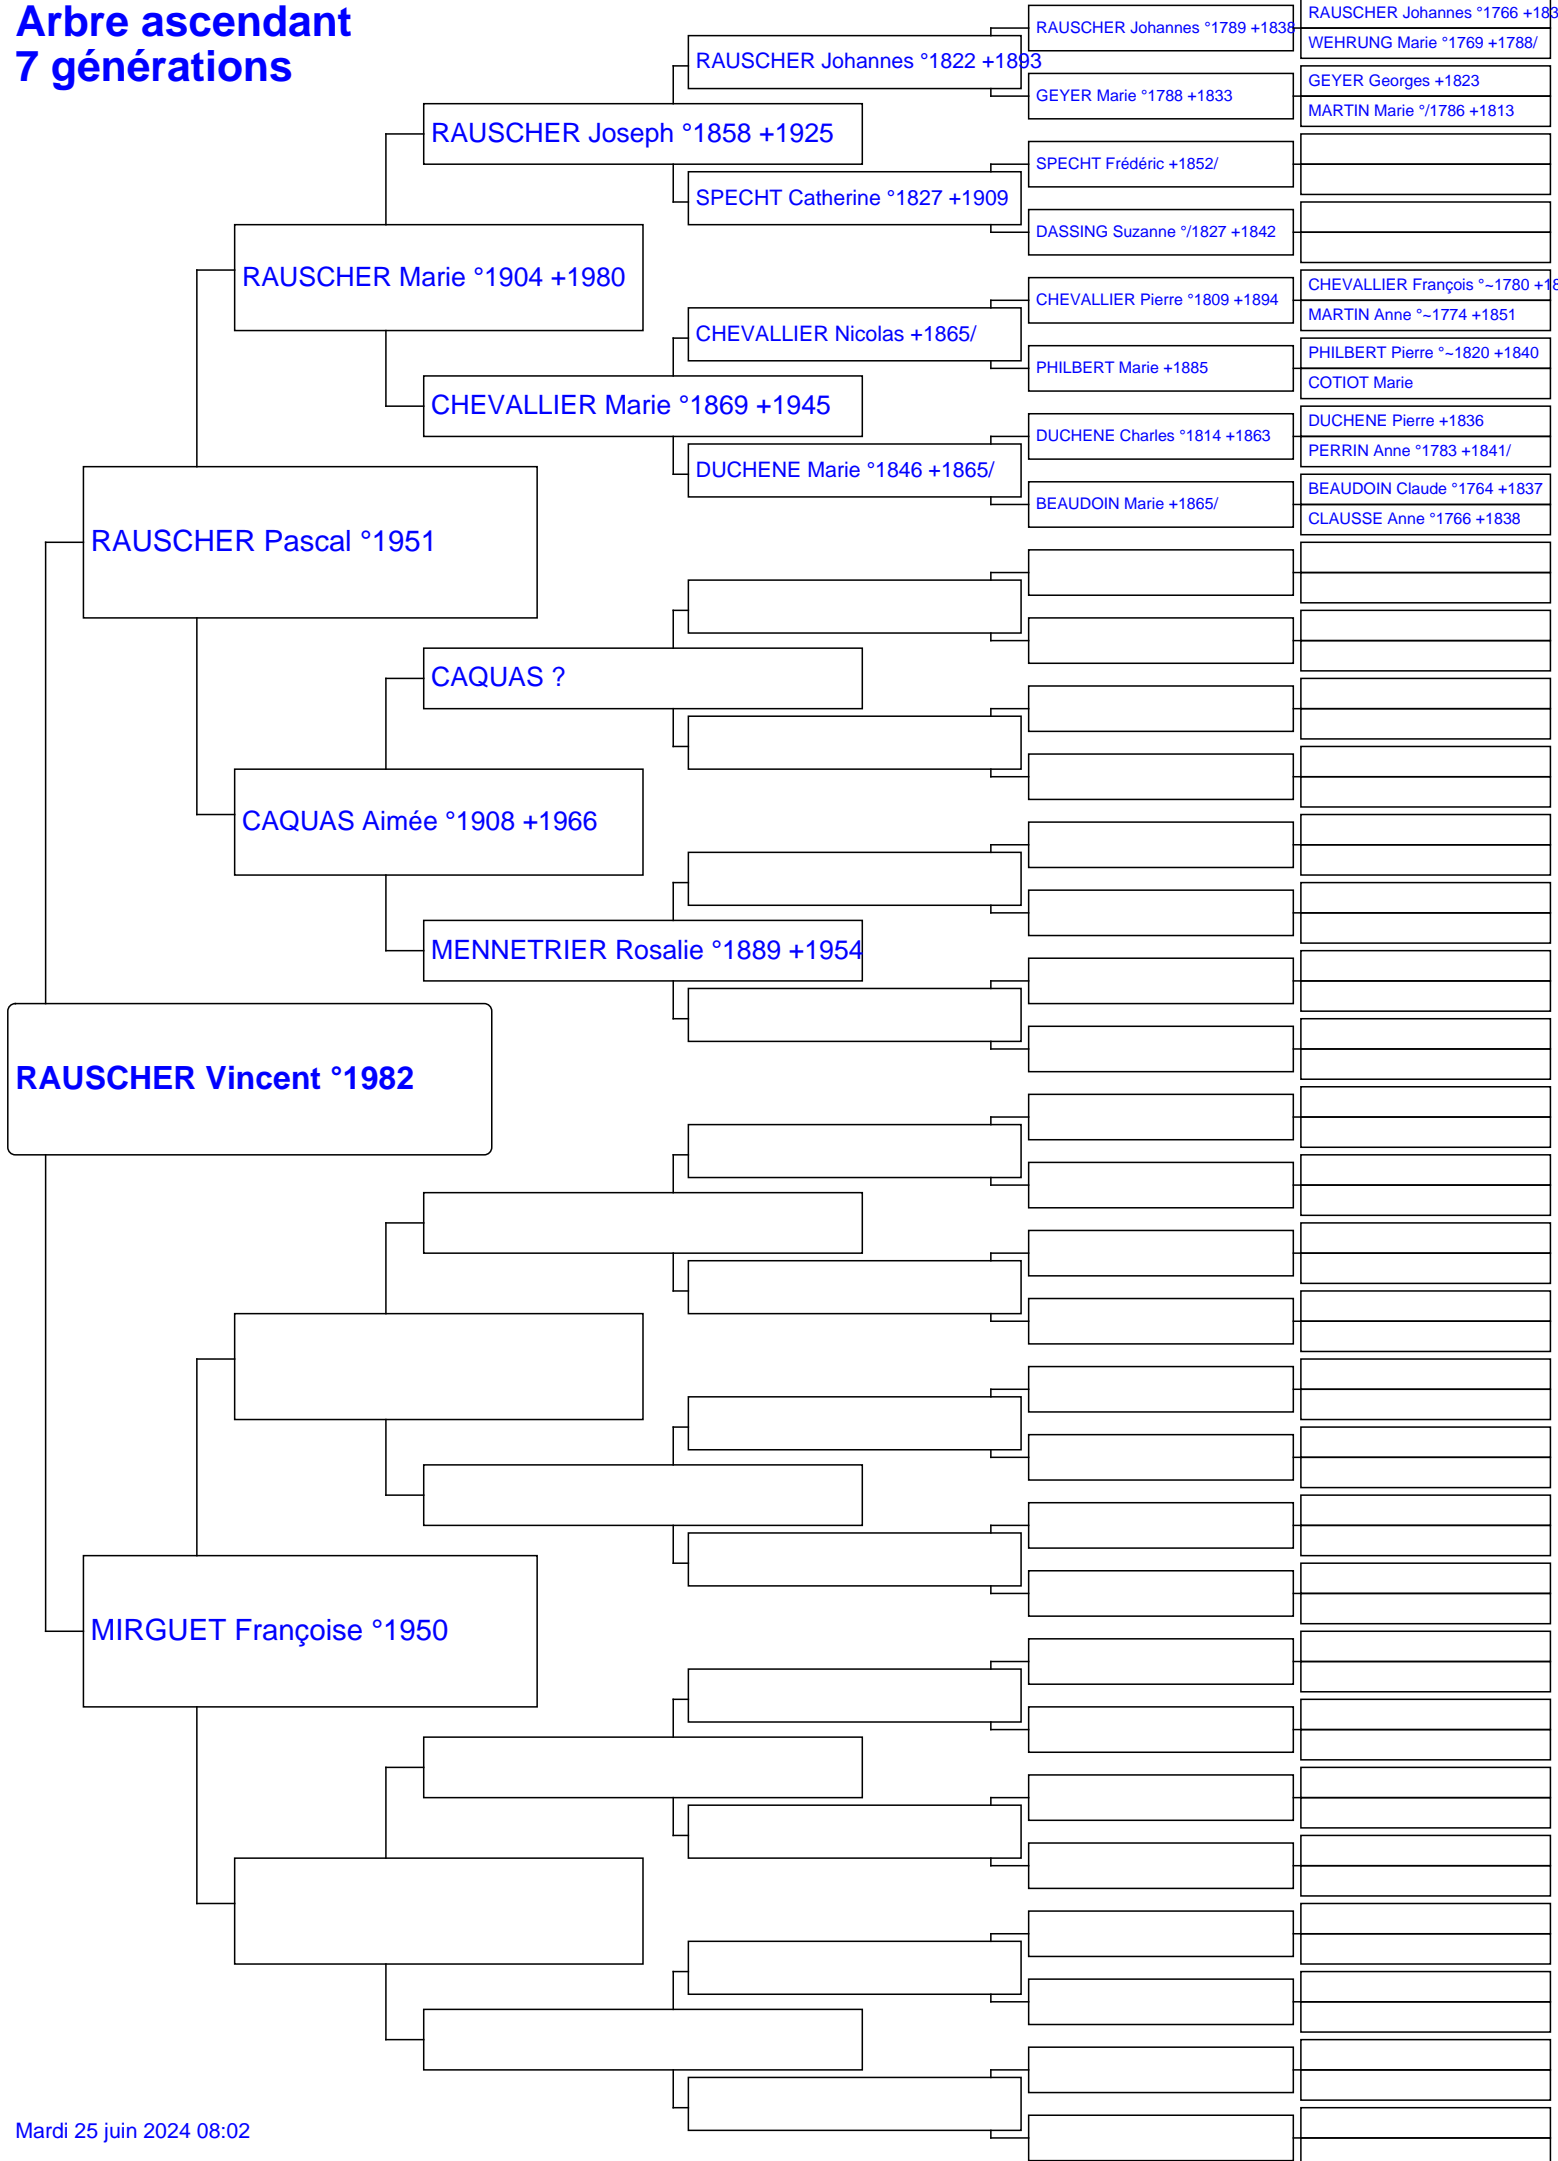 Arbre ascendant
7 générations
RAUSCHER Johannes °1766 +183
RAUSCHER Johannes °1789 +1838
WEHRUNG Marie °1769 +1788/
RAUSCHER Johannes °1822 +1893
GEYER Georges +1823
GEYER Marie °1788 +1833
MARTIN Marie °/1786 +1813
RAUSCHER Joseph °1858 +1925
SPECHT Frédéric +1852/
SPECHT Catherine °1827 +1909
DASSING Suzanne °/1827 +1842
RAUSCHER Marie °1904 +1980
CHEVALLIER François °~1780 +18
CHEVALLIER Pierre °1809 +1894
MARTIN Anne °~1774 +1851
CHEVALLIER Nicolas +1865/
PHILBERT Pierre °~1820 +1840
PHILBERT Marie +1885
COTIOT Marie
CHEVALLIER Marie °1869 +1945
DUCHENE Pierre +1836
DUCHENE Charles °1814 +1863
PERRIN Anne °1783 +1841/
DUCHENE Marie °1846 +1865/
BEAUDOIN Claude °1764 +1837
BEAUDOIN Marie +1865/
CLAUSSE Anne °1766 +1838
RAUSCHER Pascal °1951
CAQUAS ?
CAQUAS Aimée °1908 +1966
MENNETRIER Rosalie °1889 +1954
RAUSCHER Vincent °1982
MIRGUET Françoise °1950
Mardi 25 juin 2024 08:02